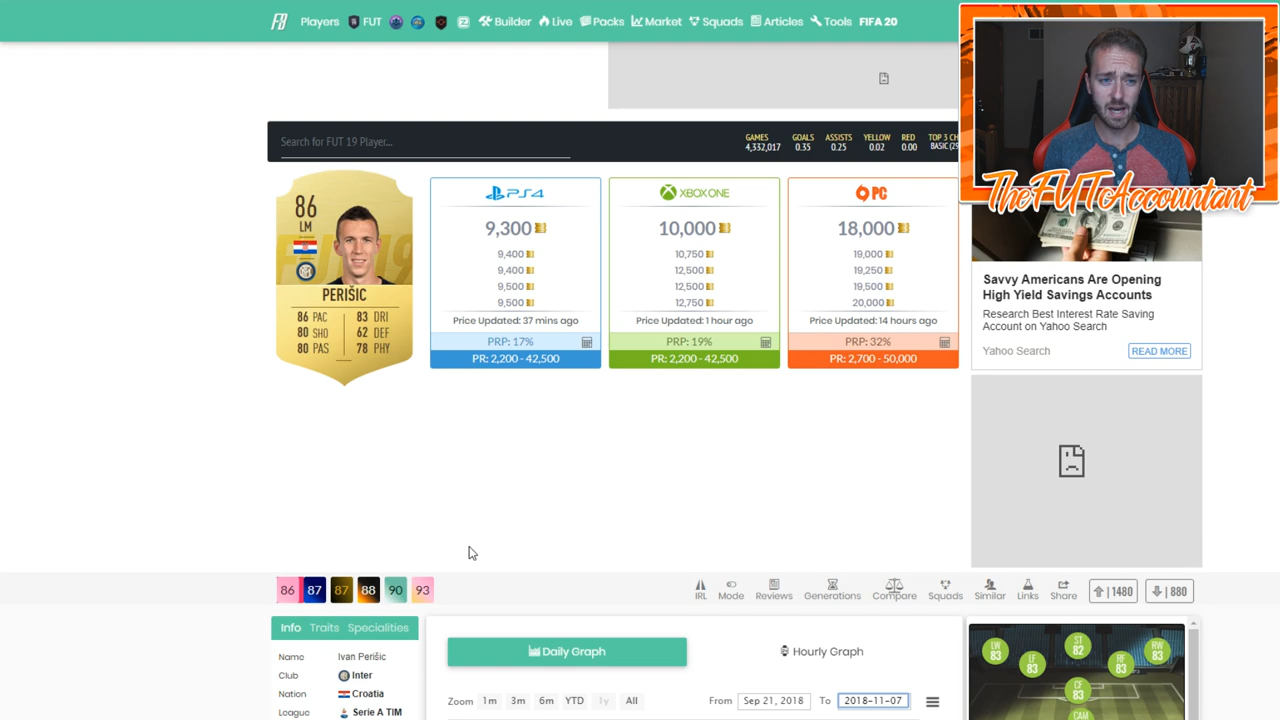 Players FUT Builder Live Packs Market Squads Articles Tools FIFA 20
Search for FUT 19 Player...
GAMES GOALS ASSISTS YELLOW RED TOP 3 CH
4,332,017 0.35 0.25 0.02 0.00 BASIC (29
TheFUTAccountant
86
LM
FUT19
PERIŠIĆ
86 PAC 83 DRI
80 SHO 62 DEF
80 PAS 78 PHY
PS4
9,300
9,400
9,400
9,500
9,500
Price Updated: 37 mins ago
PRP: 17%
PR: 2,200 - 42,500
XBOX ONE
10,000
10,750
12,500
12,500
12,750
Price Updated: 1 hour ago
PRP: 19%
PR: 2,200 - 42,500
PC
18,000
19,000
19,250
19,500
20,000
Price Updated: 14 hours ago
PRP: 32%
PR: 2,700 - 50,000
Savvy Americans Are Opening
High Yield Savings Accounts
Research Best Interest Rate Saving
Account on Yahoo Search
Yahoo Search READ MORE
86 87 87 88 90 93
IRL Mode Reviews Generations Compare Squads Similar Links Share 1480 880
Info Traits Specialities
Name Ivan Perišić
Club Inter
Nation Croatia
League Serie A TIM
Daily Graph Hourly Graph
Zoom 1m 3m 6m YTD 1y All From Sep 21, 2018 To 2018-11-07
LW 83
ST 82
RW 83
LF 83
RF 83
CF 83
CAM